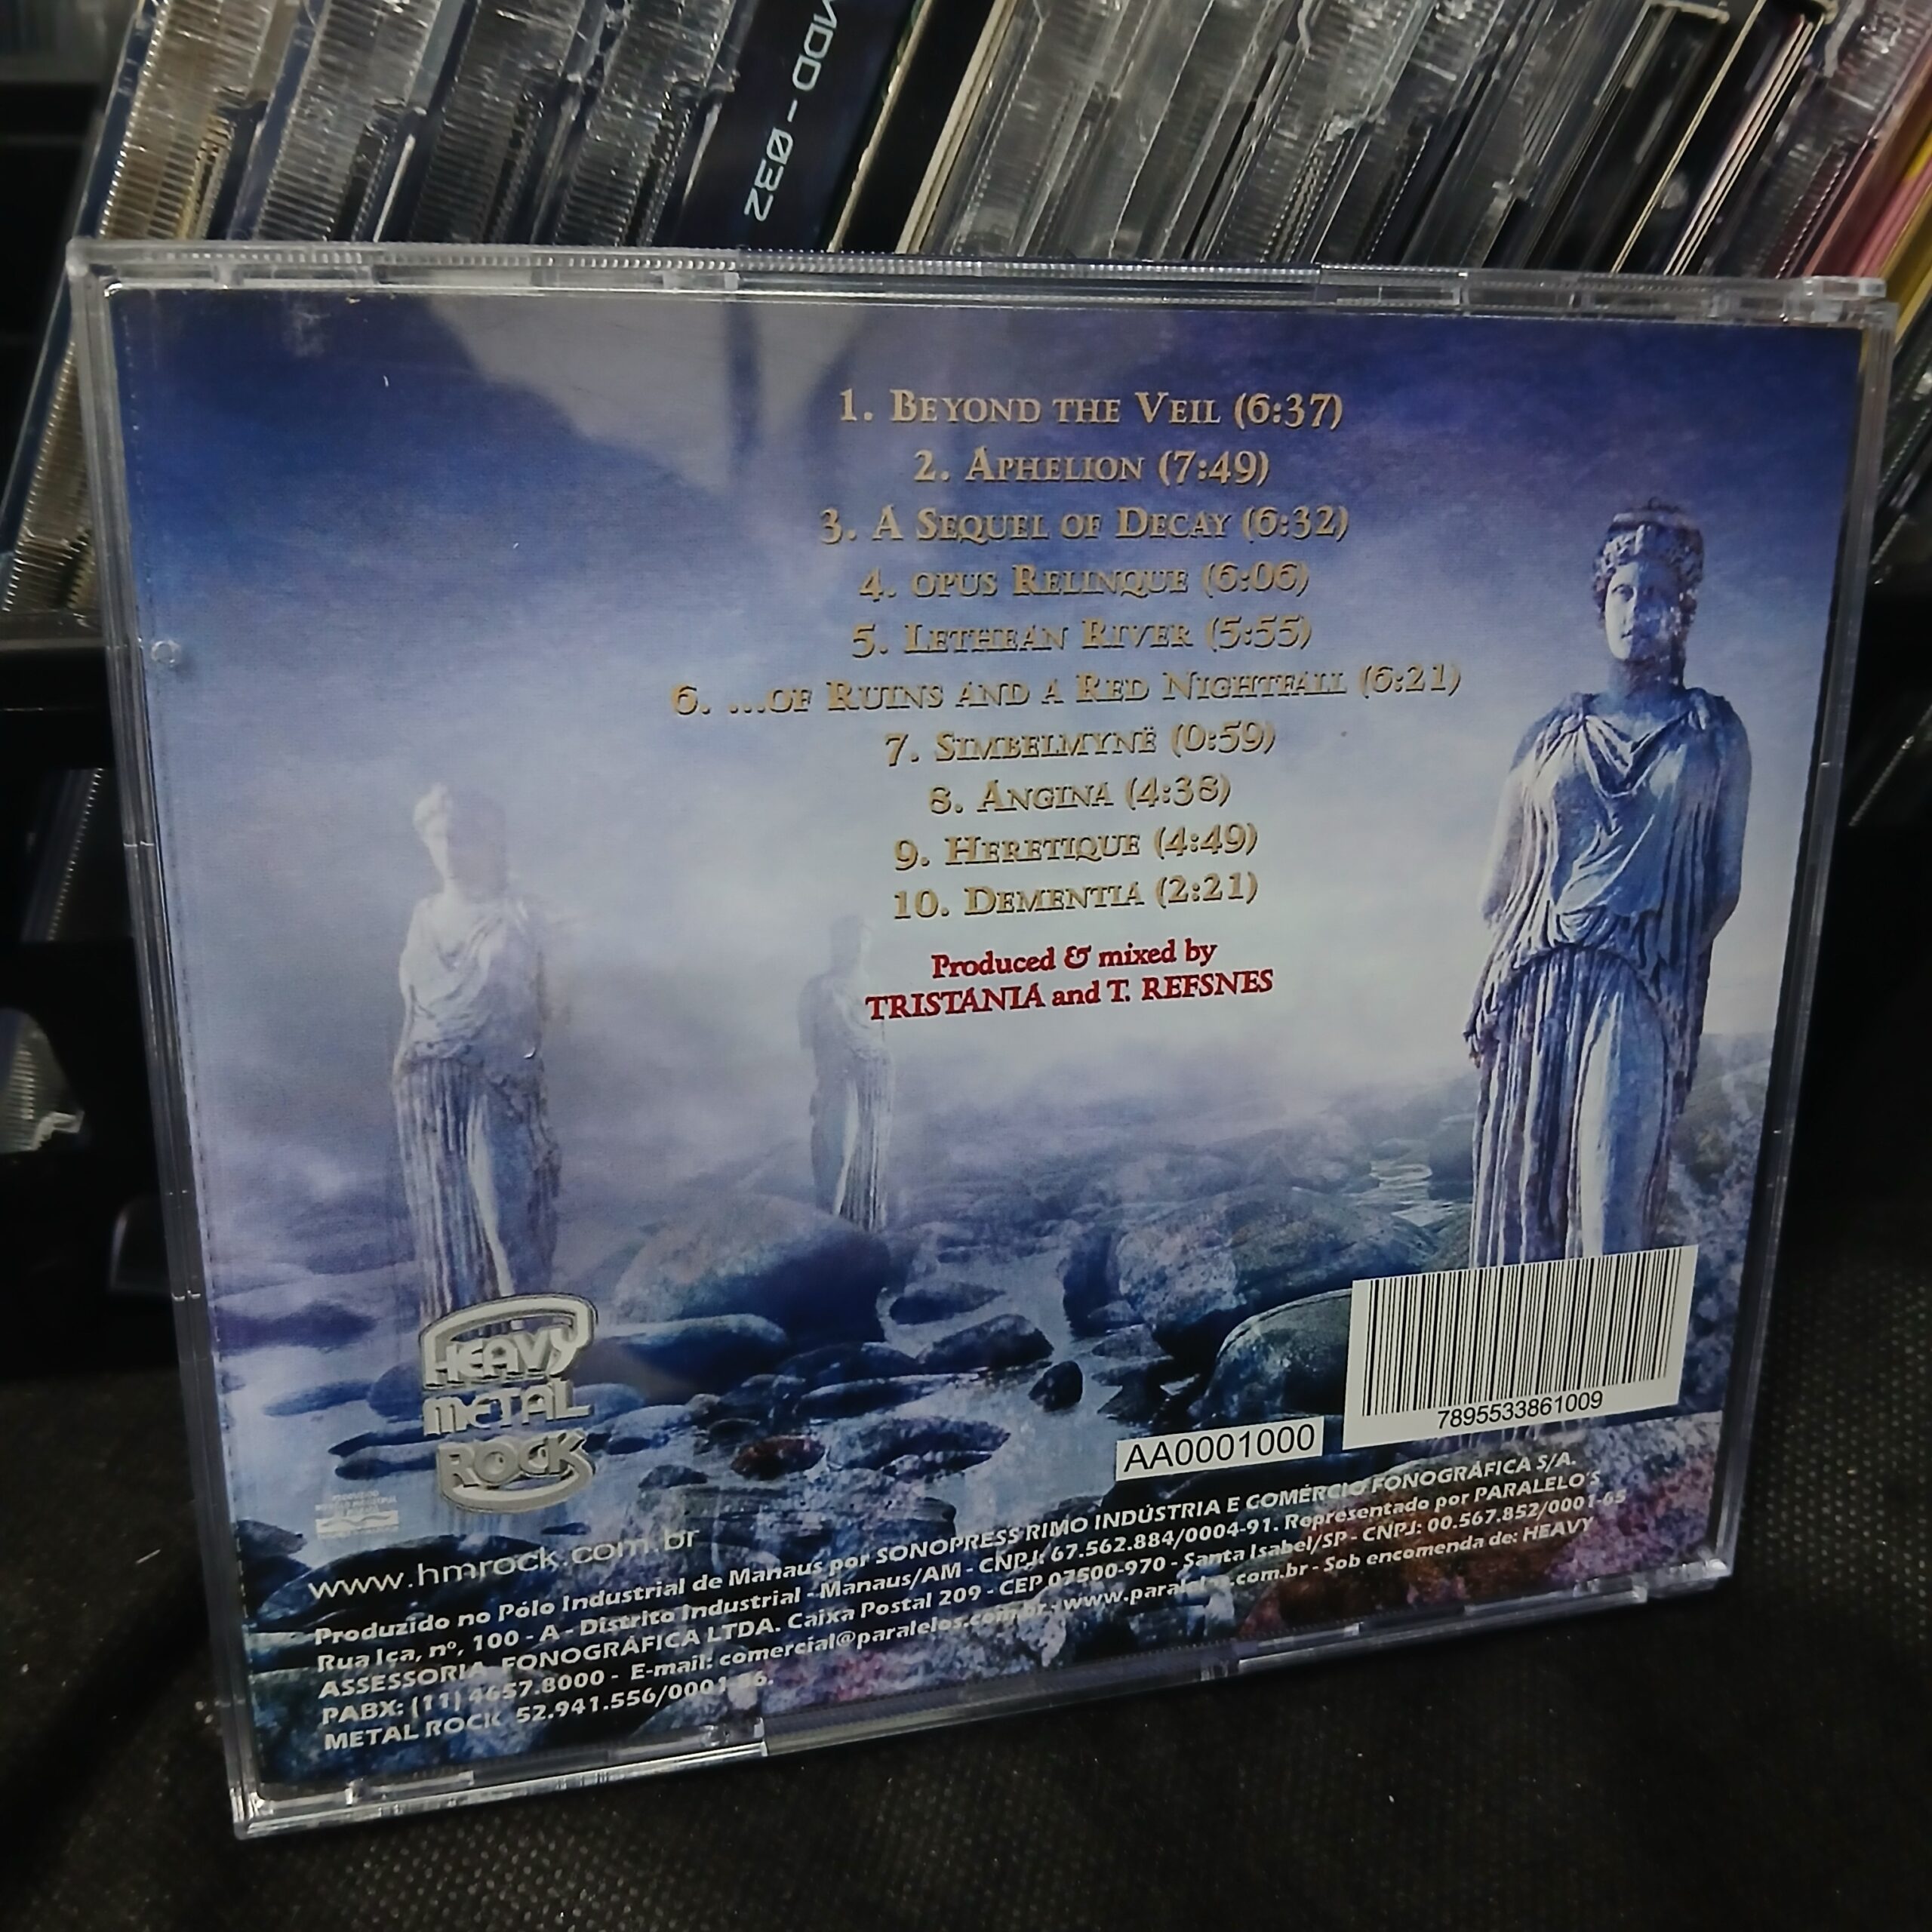 MDD-032
1. BEYOND THE VEIL (6:37)
2. APHELION (7:49)
3. A SEQUEL OF DECAY (6:32)
4. OPUS RELINQUE (6:06)
5. LETHEAN RIVER (5:55)
6. ...OF RUINS AND A RED NIGHTFALL (6:21)
7. SIMBELMYNË (0:59)
8. ANGINA (4:38)
9. HERETIQUE (4:49)
10. DEMENTIA (2:21)
Produced & mixed by
TRISTANIA and T. REFSNES
HEAVY
METAL
ROCK
7895533861009
AA0001000
www.hmrock.com.br
Produzido no Pólo Industrial de Manaus por SONOPRESS RIMO INDÚSTRIA E COMÉRCIO FONOGRÁFICA S/A.
Rua Iça, nº, 100 - A - Distrito Industrial - Manaus/AM - CNPJ: 67.562.884/0004-91. Representado por PARALELO'S
ASSESSORIA FONOGRÁFICA LTDA. Caixa Postal 209 - CEP 07500-970 - Santa Isabel/SP - CNPJ: 00.567.852/0001-65
PABX: (11) 4657.8000 - E-mail: comercial@paralelos.com.br - www.paralelos.com.br - Sob encomenda de: HEAVY
METAL ROCK 52.941.556/0001-